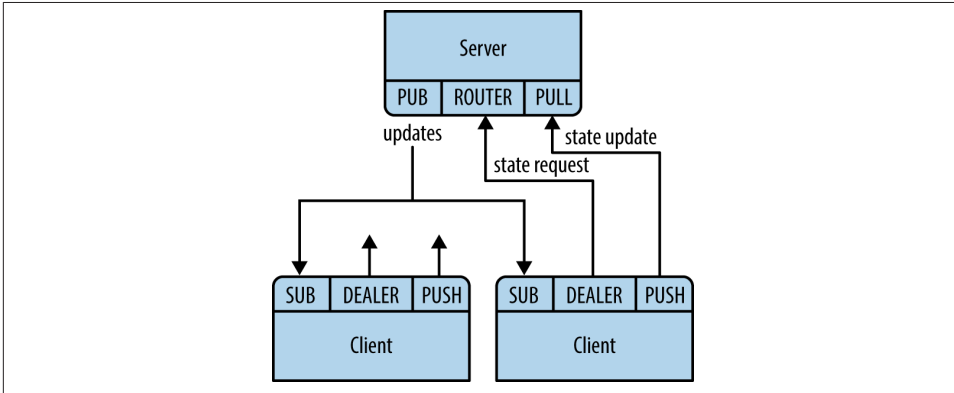 Server
PUB ROUTER PULL
updates
state update
state request
SUB DEALER PUSH
SUB DEALER PUSH
Client
Client